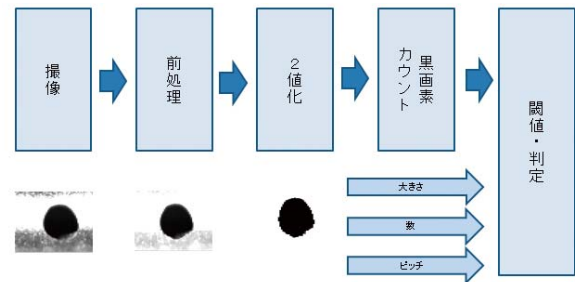 撮像
前処理
２値化
黒画素
カウント
閾値・判定
大きさ
数
ピッチ